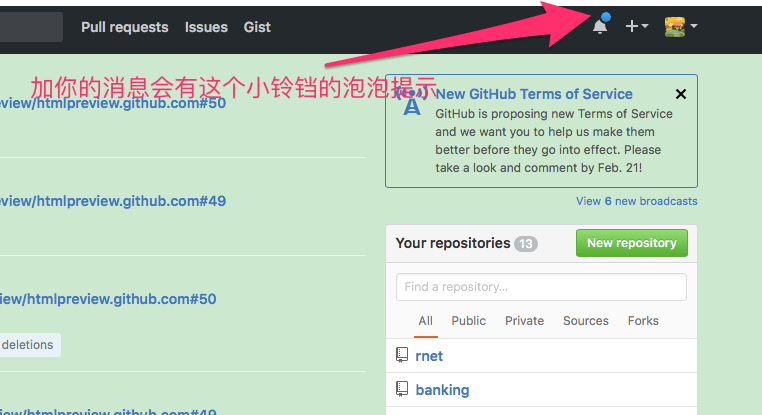 Pull requests Issues Gist
加你的消息会有这个小铃铛的泡泡提示
view/htmlpreview.github.com#50
New GitHub Terms of Service
GitHub is proposing new Terms of Service
and we want you to help us make them
better before they go into effect. Please
take a look and comment by Feb. 21!
view/htmlpreview.github.com#49
View 6 new broadcasts
Your repositories 13 New repository
Find a repository...
view/htmlpreview.github.com#50
All Public Private Sources Forks
deletions
rnet
banking
view/htmlpreview.github.com#49